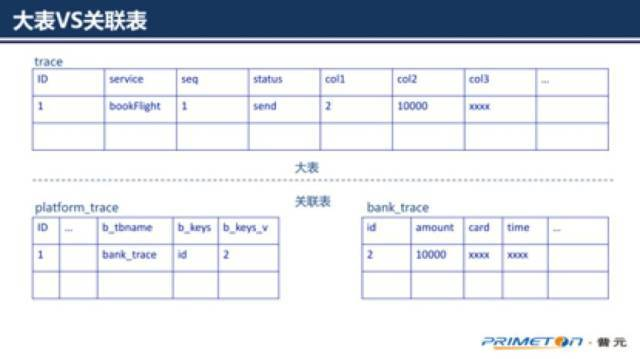 大表VS关联表
trace
ID service seq status col1 col2 col3 ...
1 bookFlight 1 send 2 10000 xxxx
大表
关联表
platform_trace
ID ... b_tbname b_keys b_keys_v
1 bank_trace id 2
bank_trace
id amount card time ...
2 10000 xxxx xxxx
PRIMETON · 普元